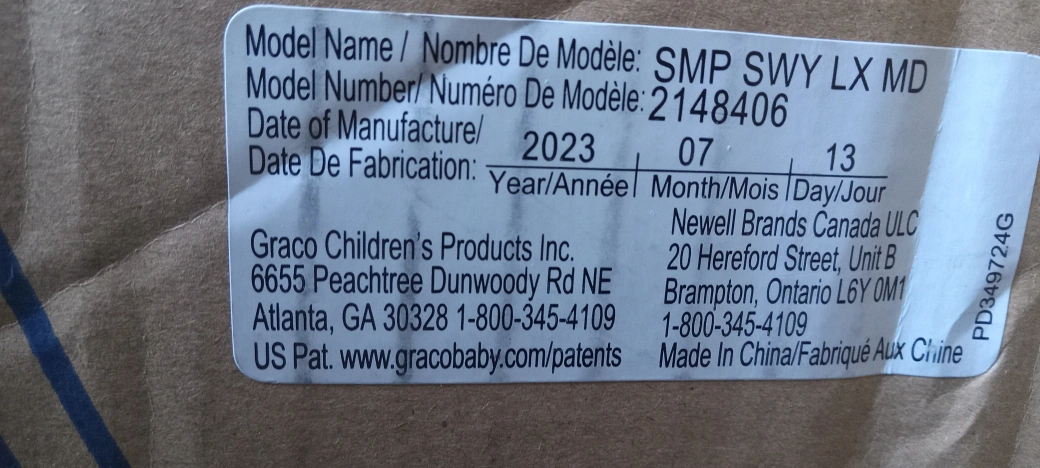 Model Name / Nombre De Modèle: SMP SWY LX MD
Model Number/ Numéro De Modèle: 2148406
Date of Manufacture/
Date De Fabrication: 2023 07 13
Year/Année Month/Mois Day/Jour
Graco Children's Products Inc.
6655 Peachtree Dunwoody Rd NE
Atlanta, GA 30328 1-800-345-4109
US Pat. www.gracobaby.com/patents
Newell Brands Canada ULC
20 Hereford Street, Unit B
Brampton, Ontario L6Y 0M1
1-800-345-4109
Made In China/Fabriqué Aux Chine
PD349724G